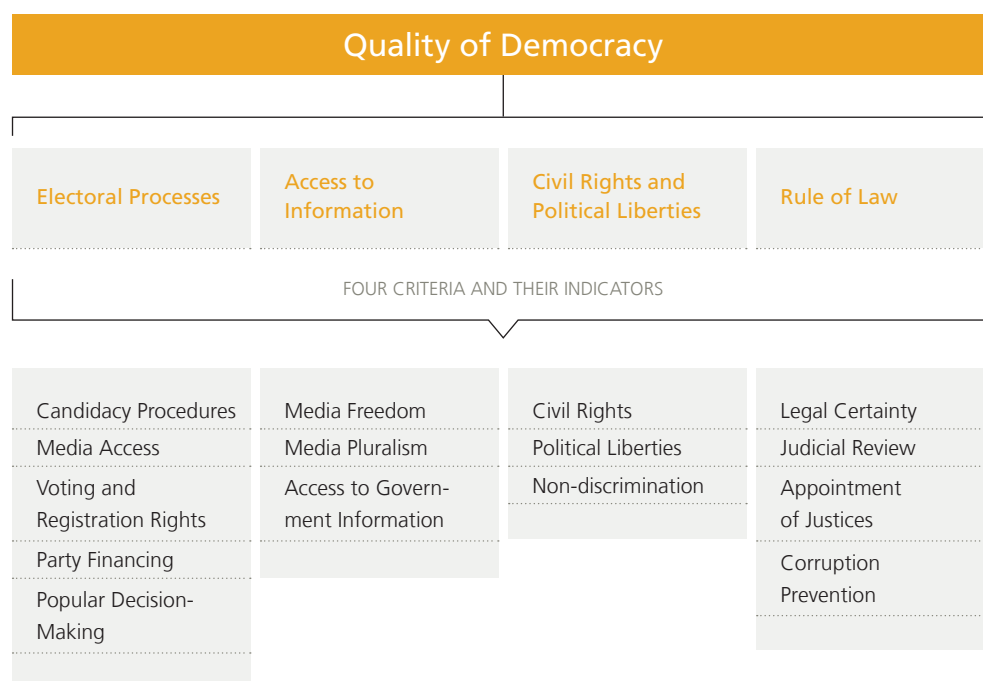 Quality of Democracy
Electoral Processes
Access to
Information
Civil Rights and
Political Liberties
Rule of Law
FOUR CRITERIA AND THEIR INDICATORS
Candidacy Procedures
Media Access
Voting and
Registration Rights
Party Financing
Popular Decision-
Making
Media Freedom
Media Pluralism
Access to Govern-
ment Information
Civil Rights
Political Liberties
Non-discrimination
Legal Certainty
Judicial Review
Appointment
of Justices
Corruption
Prevention